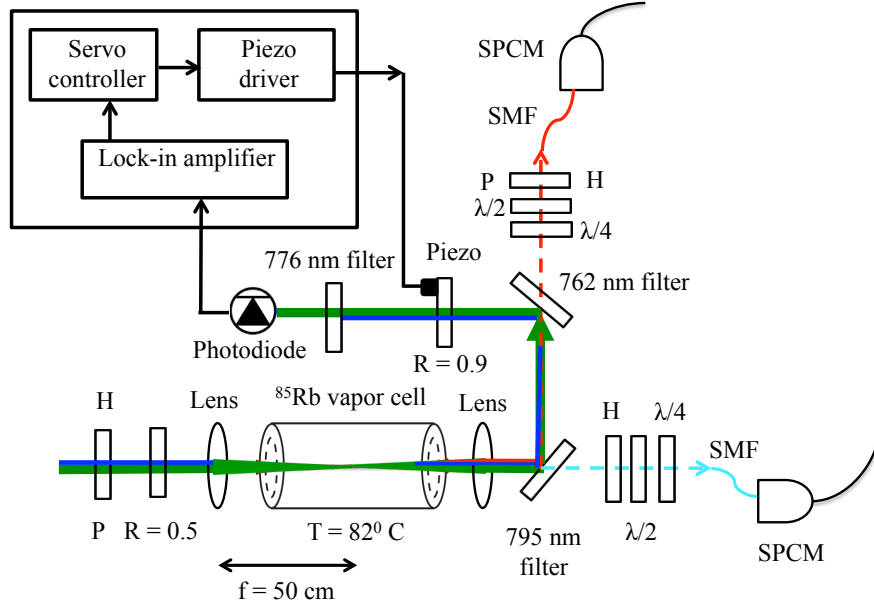 Servo
controller
Piezo
driver
Lock-in amplifier
SPCM
SMF
P
H
λ/2
λ/4
776 nm filter
Piezo
762 nm filter
Photodiode
R = 0.9
H
Lens
⁸⁵Rb vapor cell
Lens
H
λ/4
SMF
P
R = 0.5
T = 82⁰ C
795 nm
filter
λ/2
SPCM
f = 50 cm